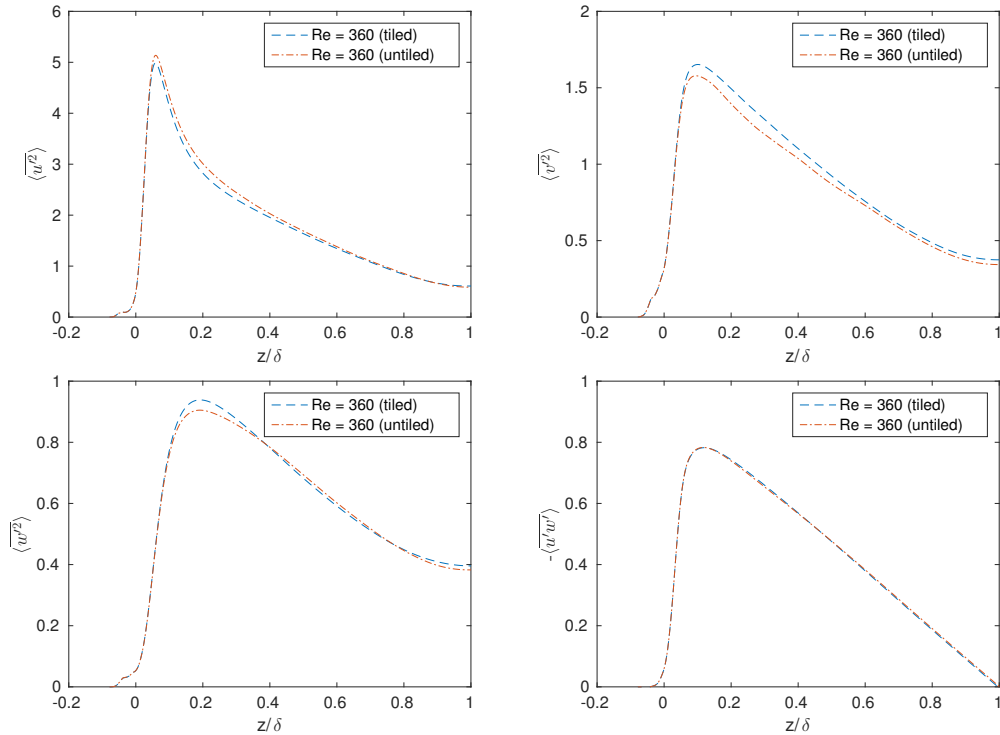 6
5
4
3
2
1
0
⟨u′²⟩
Re = 360 (tiled)
Re = 360 (untiled)
-0.2 0 0.2 0.4 0.6 0.8 1
z/δ
2
1.5
1
0.5
0
⟨v′²⟩
Re = 360 (tiled)
Re = 360 (untiled)
-0.2 0 0.2 0.4 0.6 0.8 1
z/δ
1
0.8
0.6
0.4
0.2
0
⟨w′²⟩
Re = 360 (tiled)
Re = 360 (untiled)
-0.2 0 0.2 0.4 0.6 0.8 1
z/δ
1
0.8
0.6
0.4
0.2
0
-⟨u′w′⟩
Re = 360 (tiled)
Re = 360 (untiled)
-0.2 0 0.2 0.4 0.6 0.8 1
z/δ